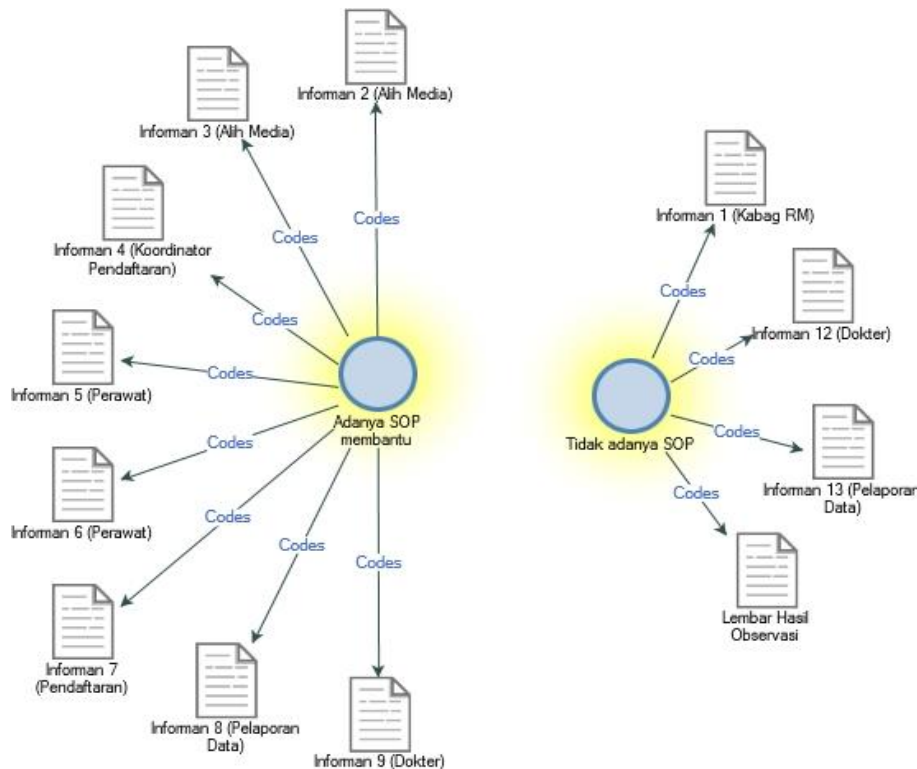 Informan 2 (Alih Media)
Informan 3 (Alih Media)
Informan 4 (Koordinator
Pendaftaran)
Informan 5 (Perawat)
Informan 6 (Perawat)
Informan 7
(Pendaftaran)
Informan 8 (Pelaporan
Data)
Informan 9 (Dokter)
Codes
Codes
Codes
Codes
Codes
Codes
Codes
Codes
Adanya SOP
membantu
Informan 1 (Kabag RM)
Informan 12 (Dokter)
Informan 13 (Pelaporan
Data)
Lembar Hasil
Observasi
Codes
Codes
Codes
Codes
Tidak adanya SOP